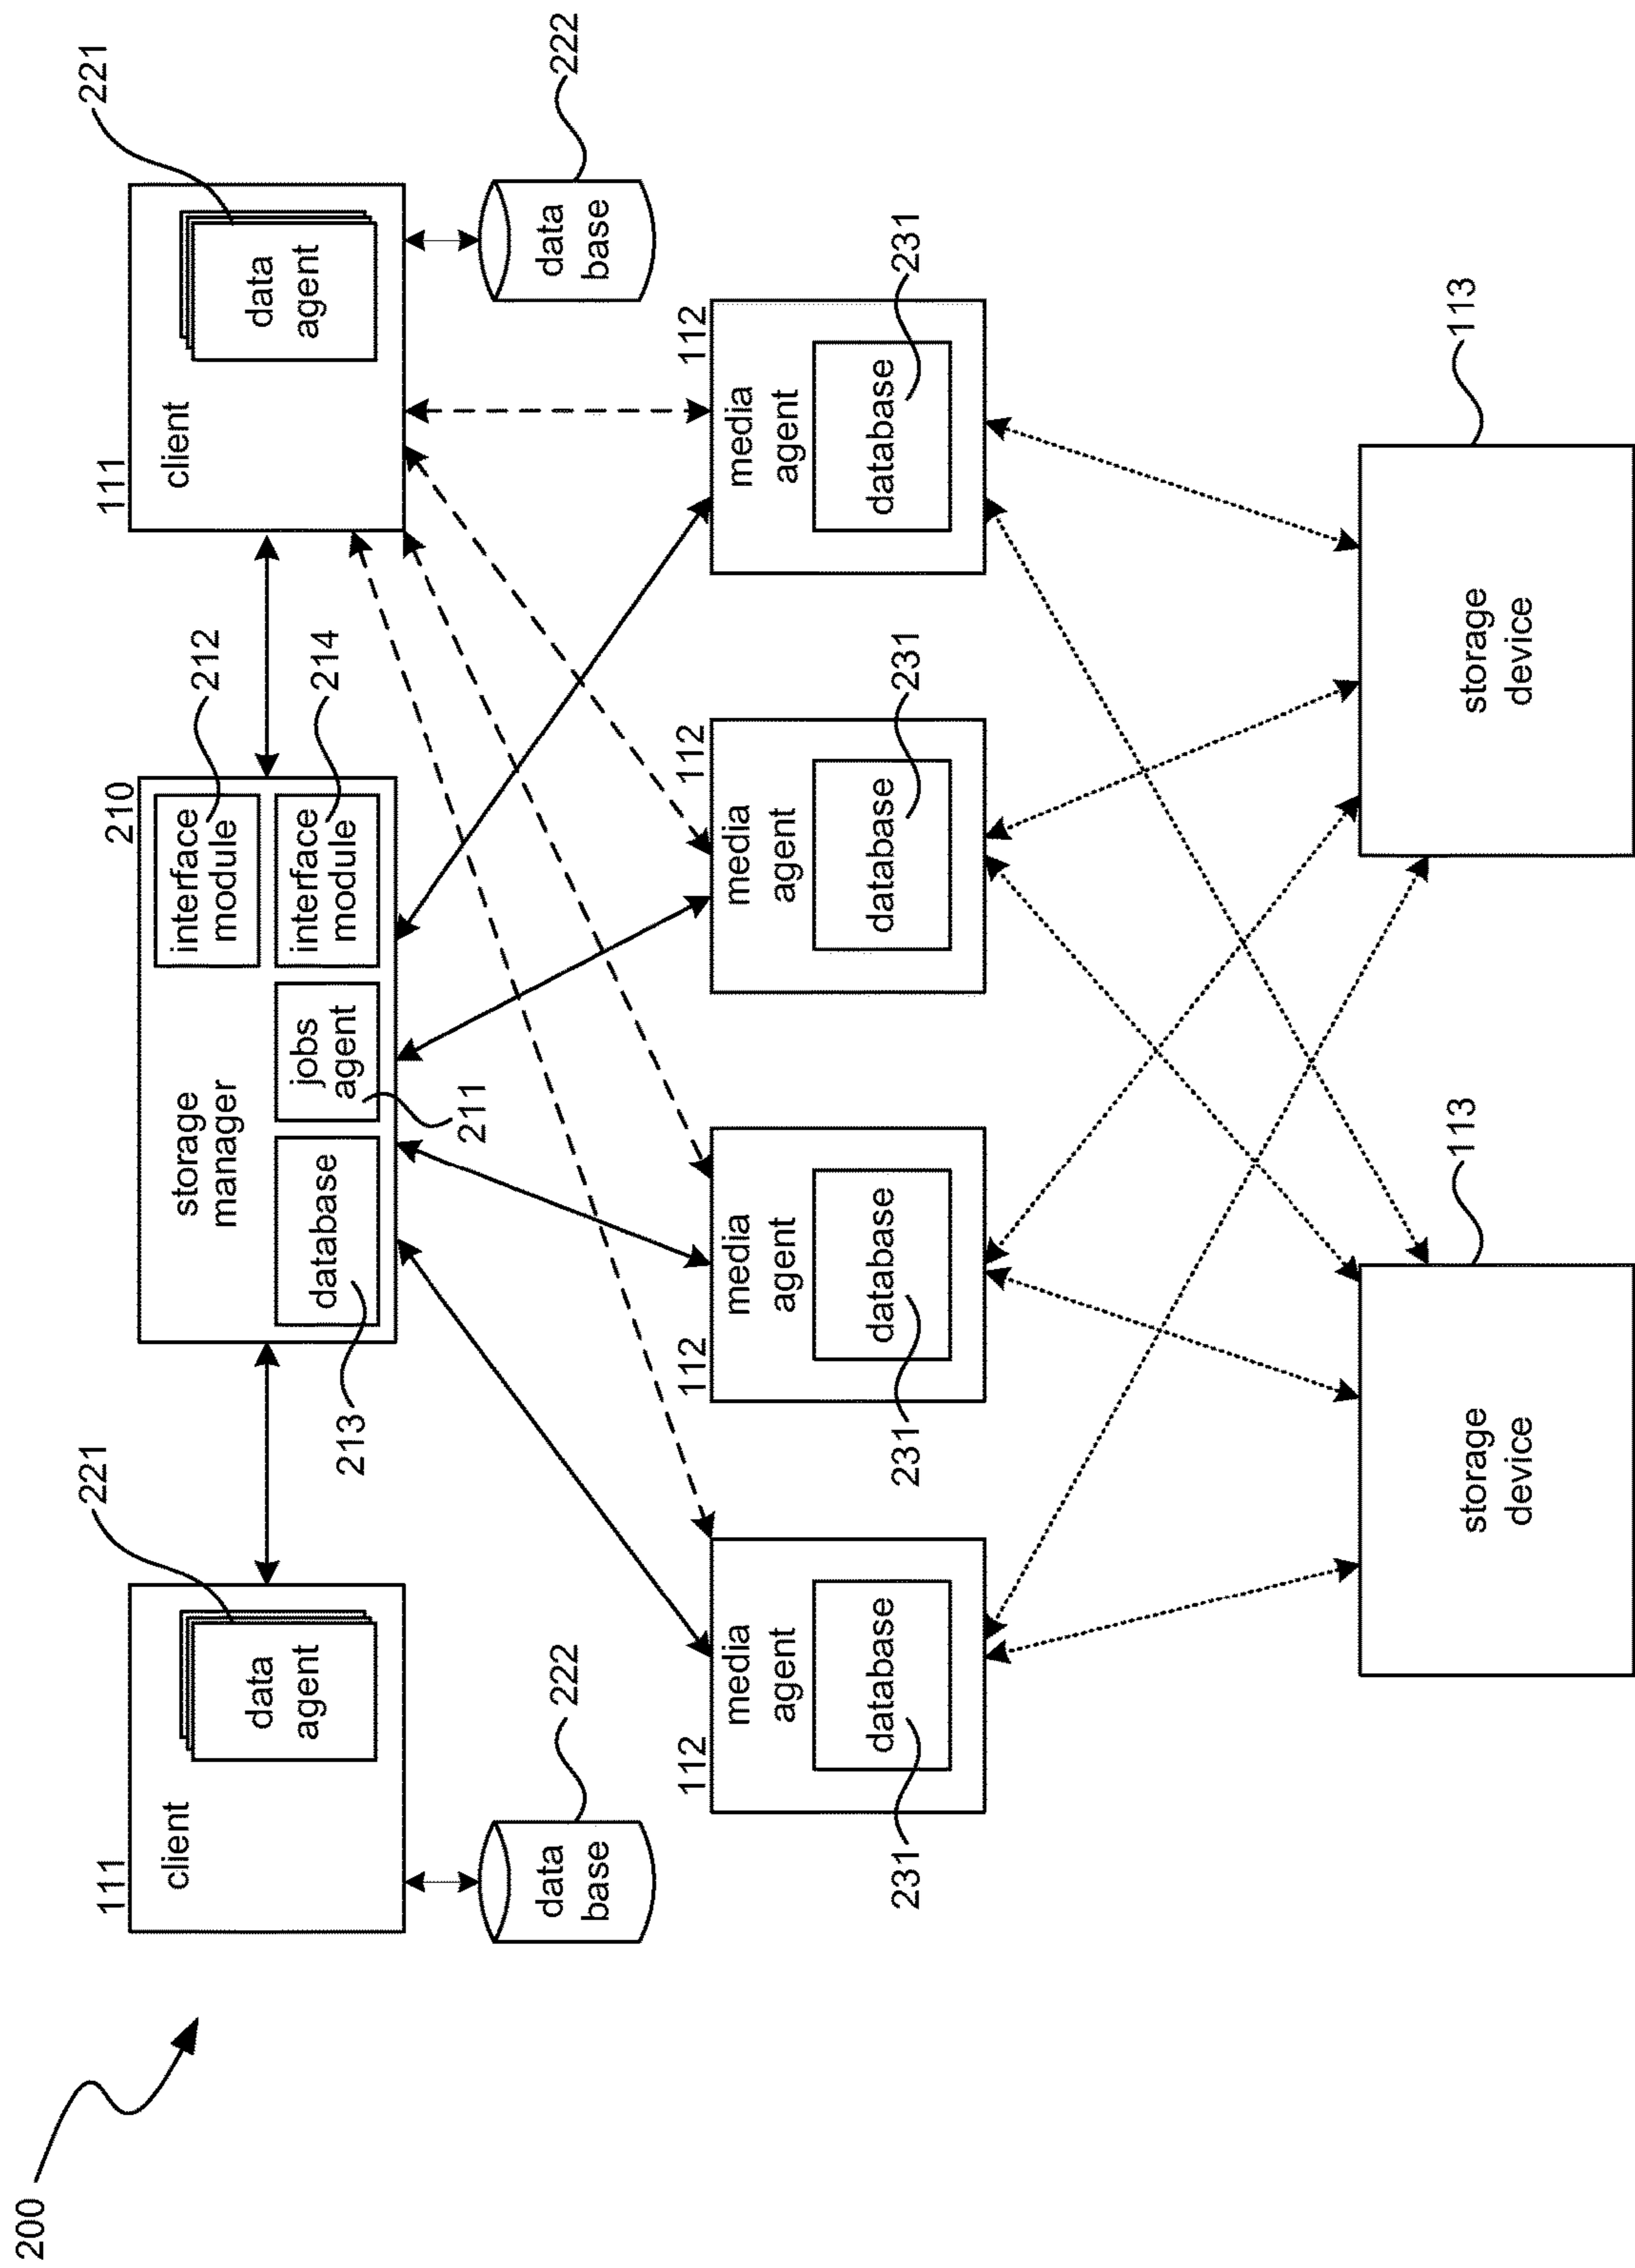 200
111
client
data
agent
221
data
base
222
storage
manager
210
database
213
jobs
agent
211
interface
module
212
interface
module
214
111
client
data
agent
221
data
base
222
112
media
agent
database
231
112
media
agent
database
231
112
media
agent
database
231
112
media
agent
database
231
storage
device
113
storage
device
113